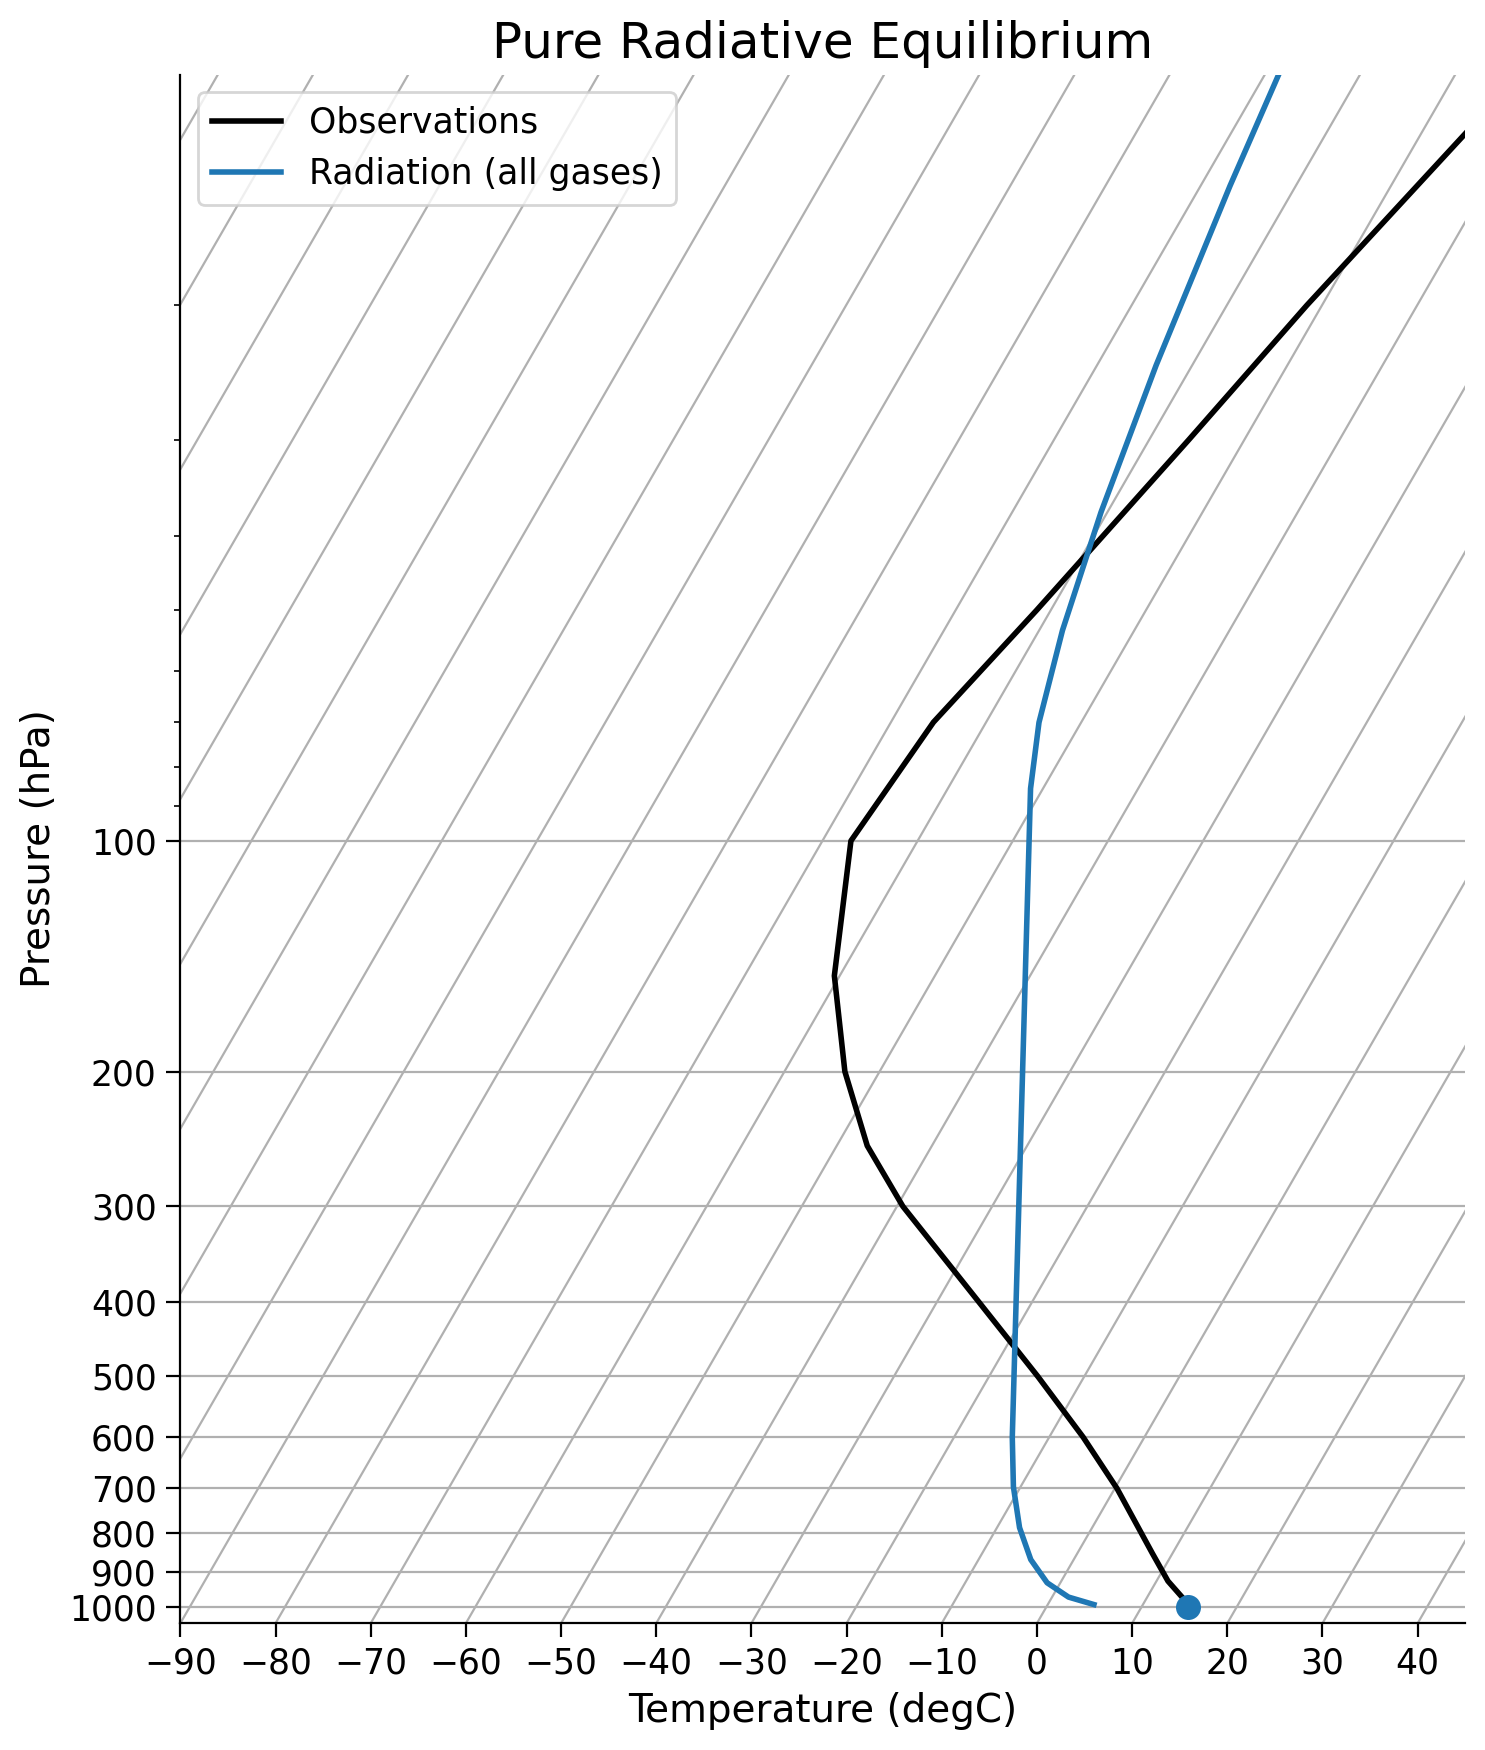 Pure Radiative Equilibrium
Observations
Radiation (all gases)
Pressure (hPa)
100
200
300
400
500
600
700
800
900
1000
−90 −80 −70 −60 −50 −40 −30 −20 −10 0 10 20 30 40
Temperature (degC)